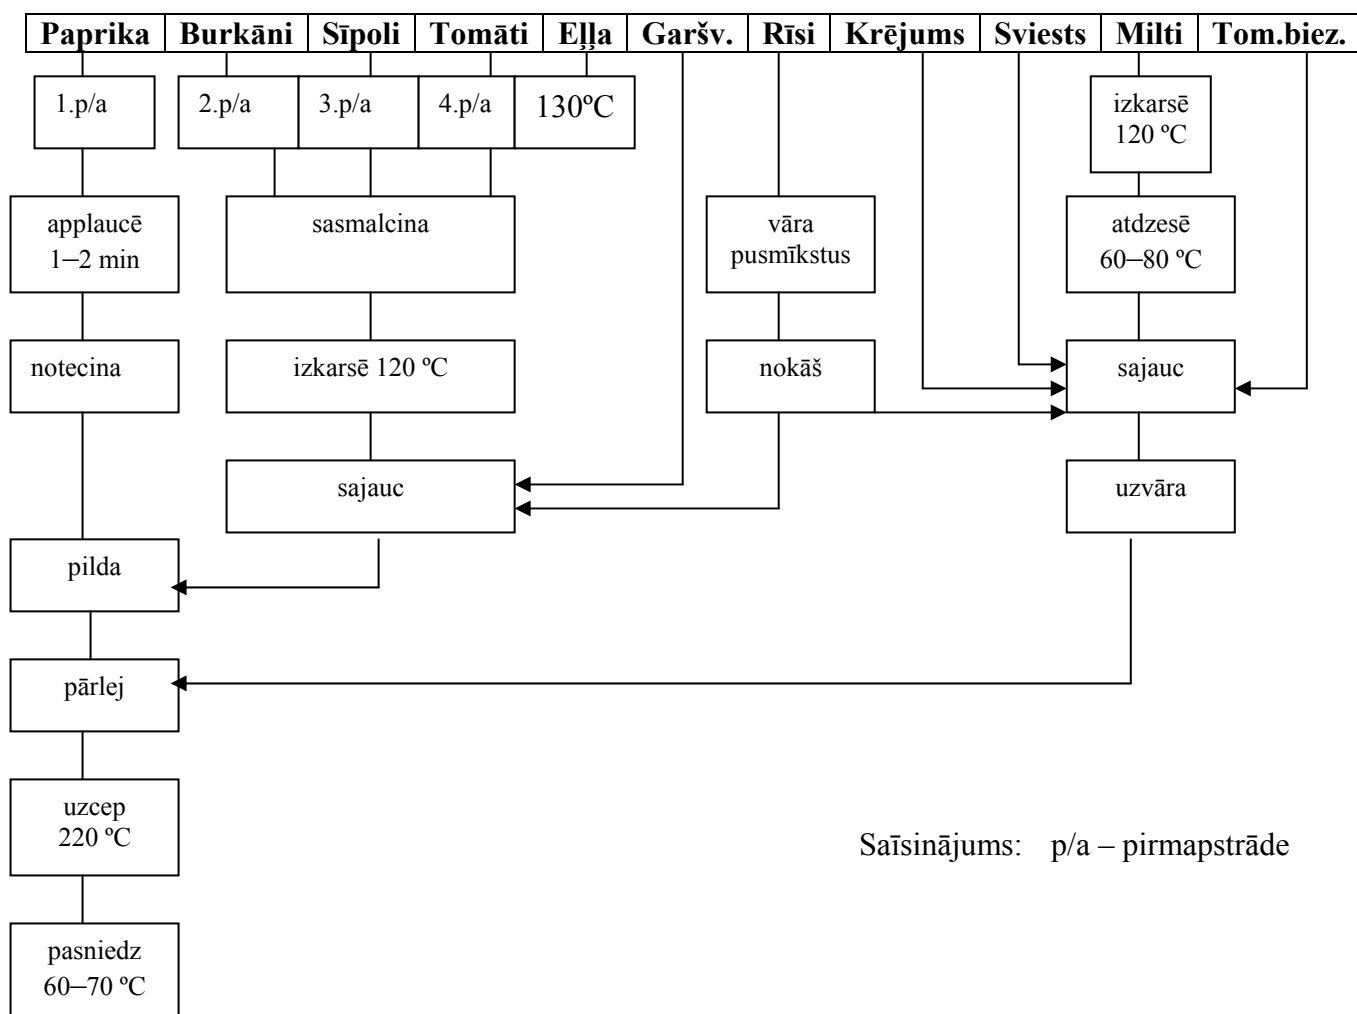 Paprika Burkāni Sīpoli Tomāti Eļļa Garšv. Rīsi Krējums Sviests Milti Tom.biez.
1.p/a 2.p/a 3.p/a 4.p/a 130ºC
izkarsē
120 ºC
applaucē
1–2 min
sasmalcina
vāra
pusmīkstus
atdzesē
60–80 ºC
notecina
izkarsē 120 ºC
nokāš
sajauc
sajauc
uzvāra
pilda
pārlej
uzcep
220 ºC
Saīsinājums: p/a – pirmapstrāde
pasniedz
60–70 ºC